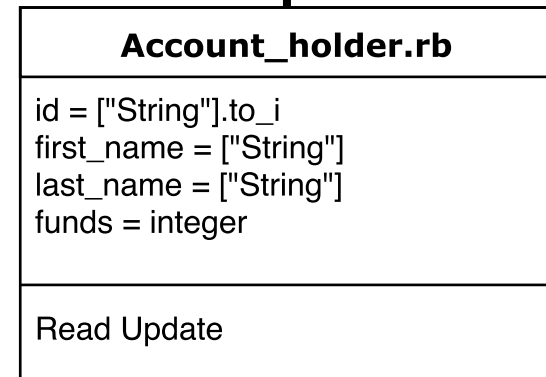 Account_holder.rb
id = ["String"].to_i
first_name = ["String"]
last_name = ["String"]
funds = integer
Read Update